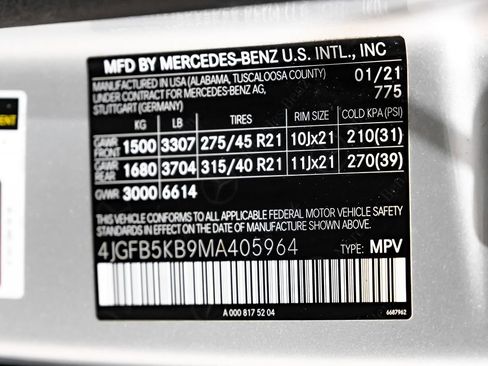 MFD BY MERCEDES-BENZ U.S. INTL., INC
MANUFACTURED IN USA (ALABAMA, TUSCALOOSA COUNTY) 01/21
UNDER CONTRACT FOR MERCEDES-BENZ AG, 775
STUTTGART (GERMANY)
KG LB TIRES RIM SIZE COLD KPA (PSI)
GAWR FRONT 1500 3307 275/45 R21 10Jx21 210(31)
GAWR REAR 1680 3704 315/40 R21 11Jx21 270(39)
GVWR 3000 6614
THIS VEHICLE CONFORMS TO ALL APPLICABLE FEDERAL MOTOR VEHICLE SAFETY
STANDARDS IN EFFECT ON THE DATE OF MANUFACTURE SHOWN ABOVE.
4JGFB5KB9MA405964 TYPE: MPV
A 000 817 52 04 6687962